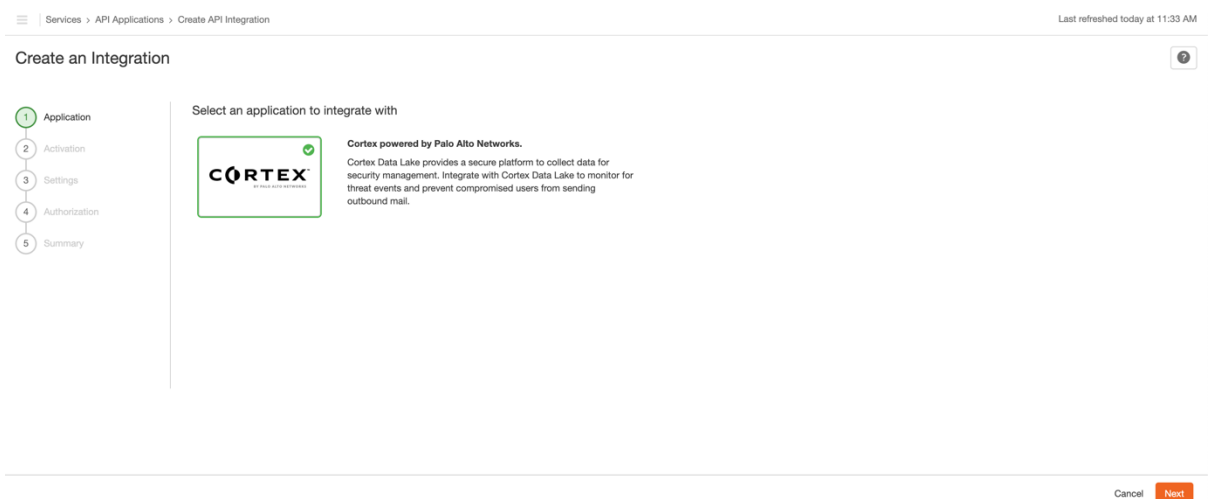 Services > API Applications > Create API Integration
Last refreshed today at 11:33 AM
Create an Integration
?
1 Application
2 Activation
3 Settings
4 Authorization
5 Summary
Select an application to integrate with
CORTEX
BY PALO ALTO NETWORKS
Cortex powered by Palo Alto Networks.
Cortex Data Lake provides a secure platform to collect data for
security management. Integrate with Cortex Data Lake to monitor for
threat events and prevent compromised users from sending
outbound mail.
Cancel
Next